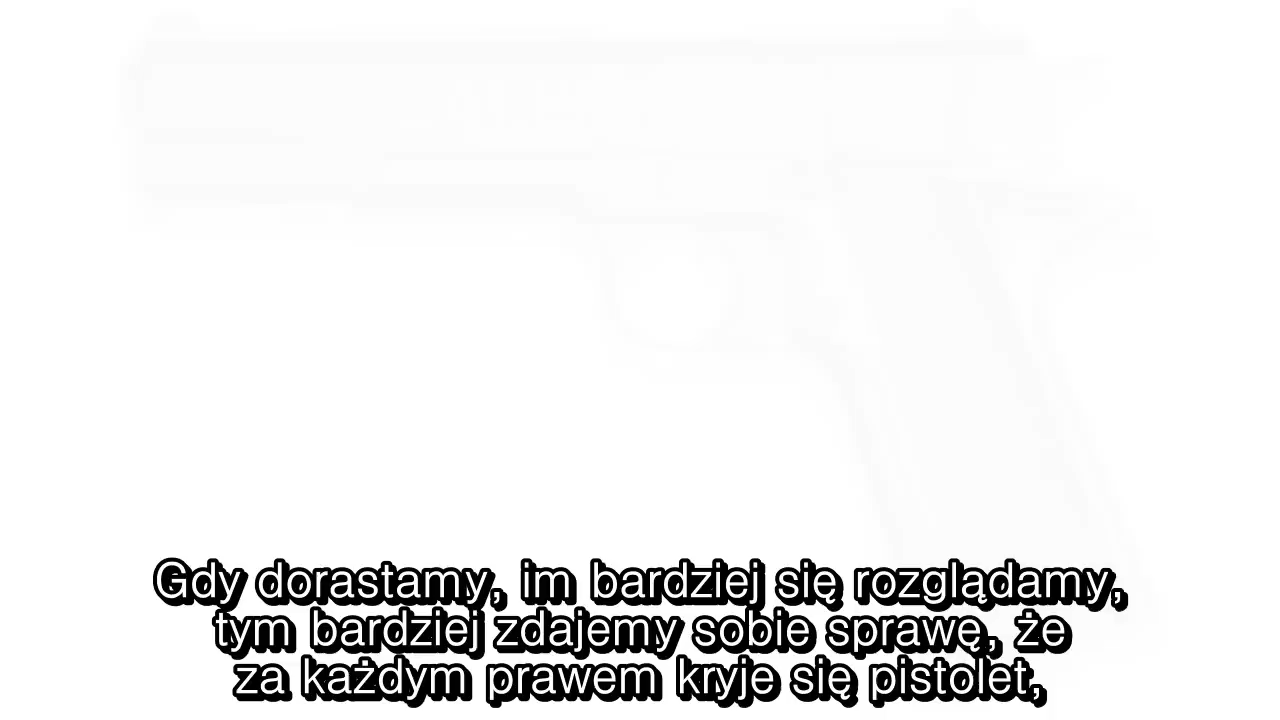 Gdy dorastamy, im bardziej się rozglądamy,
tym bardziej zdajemy sobie sprawę, że
za każdym prawem kryje się pistolet,